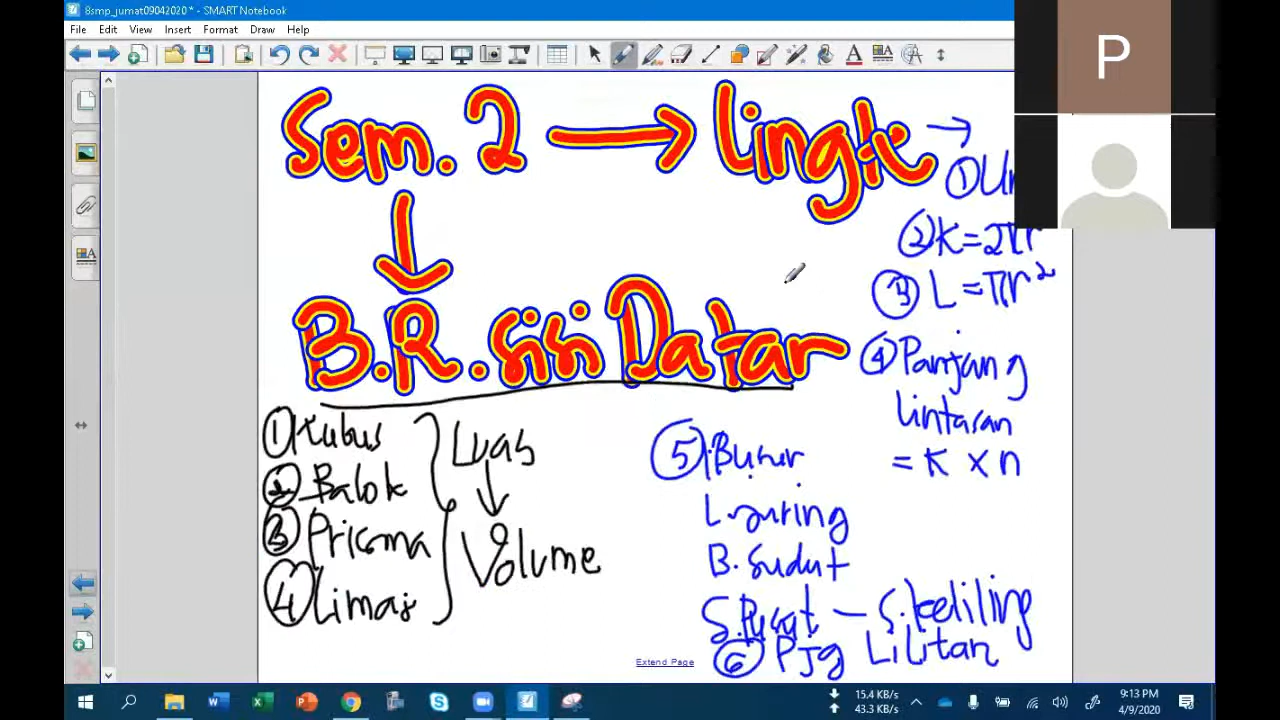 8smp_jumat09042020 * - SMART Notebook
File Edit View Insert Format Draw Help
P
Sem. 2 → Lingk →
① Un
② K = 2πr
③ L = πr²
④ Panjang
lintasan
= K x n
B.R. sisi Datar
① Kubus
② Balok
③ Prisma
④ Limas
Luas
↓
Volume
⑤ Busur
L. juring
B. sudut
S. Pusat - S. keliling
⑥ Pjg Lilitan
Extend Page
15.4 KB/s
43.3 KB/s
9:13 PM
4/9/2020